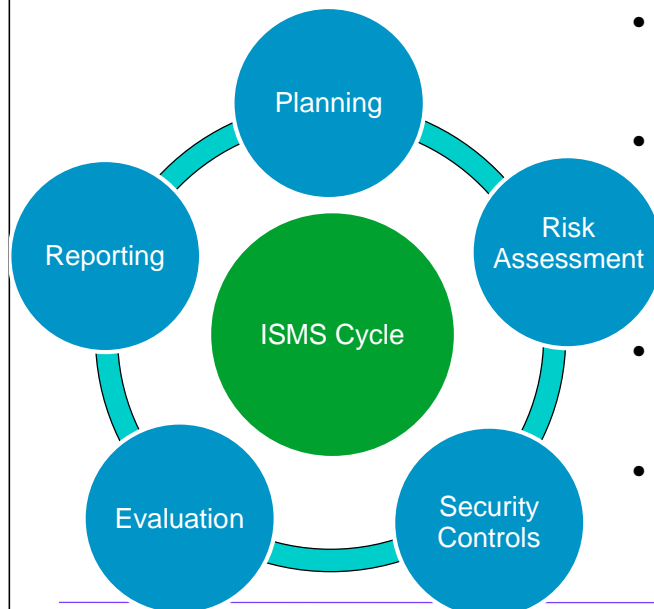 Planning
Risk
Assessment
Security
Controls
Evaluation
Reporting
ISMS Cycle